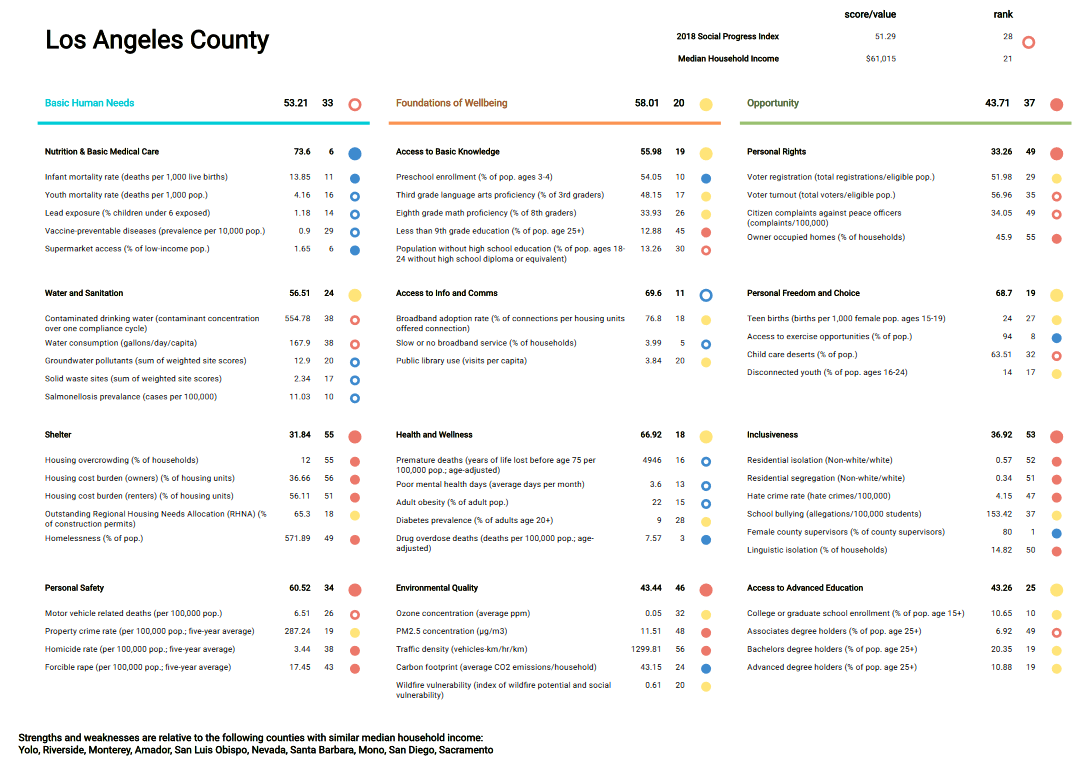 score/value rank
Los Angeles County
2018 Social Progress Index 51.29 28
Median Household Income $61,015 21
Basic Human Needs 53.21 33
Nutrition & Basic Medical Care 73.6 6
Infant mortality rate (deaths per 1,000 live births) 13.85 11
Youth mortality rate (deaths per 1,000 pop.) 4.16 16
Lead exposure (% children under 6 exposed) 1.18 14
Vaccine-preventable diseases (prevalence per 10,000 pop.) 0.9 29
Supermarket access (% of low-income pop.) 1.65 6
Water and Sanitation 56.51 24
Contaminated drinking water (contaminant concentration 554.78 38
over one compliance cycle)
Water consumption (gallons/day/capita) 167.9 38
Groundwater pollutants (sum of weighted site scores) 12.9 20
Solid waste sites (sum of weighted site scores) 2.34 17
Salmonellosis prevalance (cases per 100,000) 11.03 10
Shelter 31.84 55
Housing overcrowding (% of households) 12 55
Housing cost burden (owners) (% of housing units) 36.66 56
Housing cost burden (renters) (% of housing units) 56.11 51
Outstanding Regional Housing Needs Allocation (RHNA) (% 65.3 18
of construction permits)
Homelessness (% of pop.) 571.89 49
Personal Safety 60.52 34
Motor vehicle related deaths (per 100,000 pop.) 6.51 26
Property crime rate (per 100,000 pop.; five-year average) 287.24 19
Homicide rate (per 100,000 pop.; five-year average) 3.44 38
Forcible rape (per 100,000 pop.; five-year average) 17.45 43
Foundations of Wellbeing 58.01 20
Access to Basic Knowledge 55.98 19
Preschool enrollment (% of pop. ages 3-4) 54.05 10
Third grade language arts proficiency (% of 3rd graders) 48.15 17
Eighth grade math proficiency (% of 8th graders) 33.93 26
Less than 9th grade education (% of pop. age 25+) 12.88 45
Population without high school education (% of pop. ages 18- 13.26 30
24 without high school diploma or equivalent)
Access to Info and Comms 69.6 11
Broadband adoption rate (% of connections per housing units 76.8 18
offered connection)
Slow or no broadband service (% of households) 3.99 5
Public library use (visits per capita) 3.84 20
Health and Wellness 66.92 18
Premature deaths (years of life lost before age 75 per 4946 16
100,000 pop.; age-adjusted)
Poor mental health days (average days per month) 3.6 13
Adult obesity (% of adult pop.) 22 15
Diabetes prevalence (% of adults age 20+) 9 28
Drug overdose deaths (deaths per 100,000 pop.; age- 7.57 3
adjusted)
Environmental Quality 43.44 46
Ozone concentration (average ppm) 0.05 32
PM2.5 concentration (µg/m3) 11.51 48
Traffic density (vehicles-km/hr/km) 1299.81 56
Carbon footprint (average CO2 emissions/household) 43.15 24
Wildfire vulnerability (index of wildfire potential and social 0.61 20
vulnerability)
Opportunity 43.71 37
Personal Rights 33.26 49
Voter registration (total registrations/eligible pop.) 51.98 29
Voter turnout (total voters/eligible pop.) 56.96 35
Citizen complaints against peace officers 34.05 49
(complaints/100,000)
Owner occupied homes (% of households) 45.9 55
Personal Freedom and Choice 68.7 19
Teen births (births per 1,000 female pop. ages 15-19) 24 27
Access to exercise opportunities (% of pop.) 94 8
Child care deserts (% of pop.) 63.51 32
Disconnected youth (% of pop. ages 16-24) 14 17
Inclusiveness 36.92 53
Residential isolation (Non-white/white) 0.57 52
Residential segregation (Non-white/white) 0.34 51
Hate crime rate (hate crimes/100,000) 4.15 47
School bullying (allegations/100,000 students) 153.42 37
Female county supervisors (% of county supervisors) 80 1
Linguistic isolation (% of households) 14.82 50
Access to Advanced Education 43.26 25
College or graduate school enrollment (% of pop. age 15+) 10.65 10
Associates degree holders (% of pop. age 25+) 6.92 49
Bachelors degree holders (% of pop. age 25+) 20.35 19
Advanced degree holders (% of pop. age 25+) 10.88 19
Strengths and weaknesses are relative to the following counties with similar median household income:
Yolo, Riverside, Monterey, Amador, San Luis Obispo, Nevada, Santa Barbara, Mono, San Diego, Sacramento